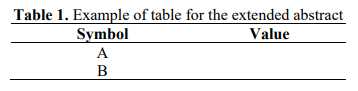 Table 1. Example of table for the extended abstract
Symbol Value
A
B